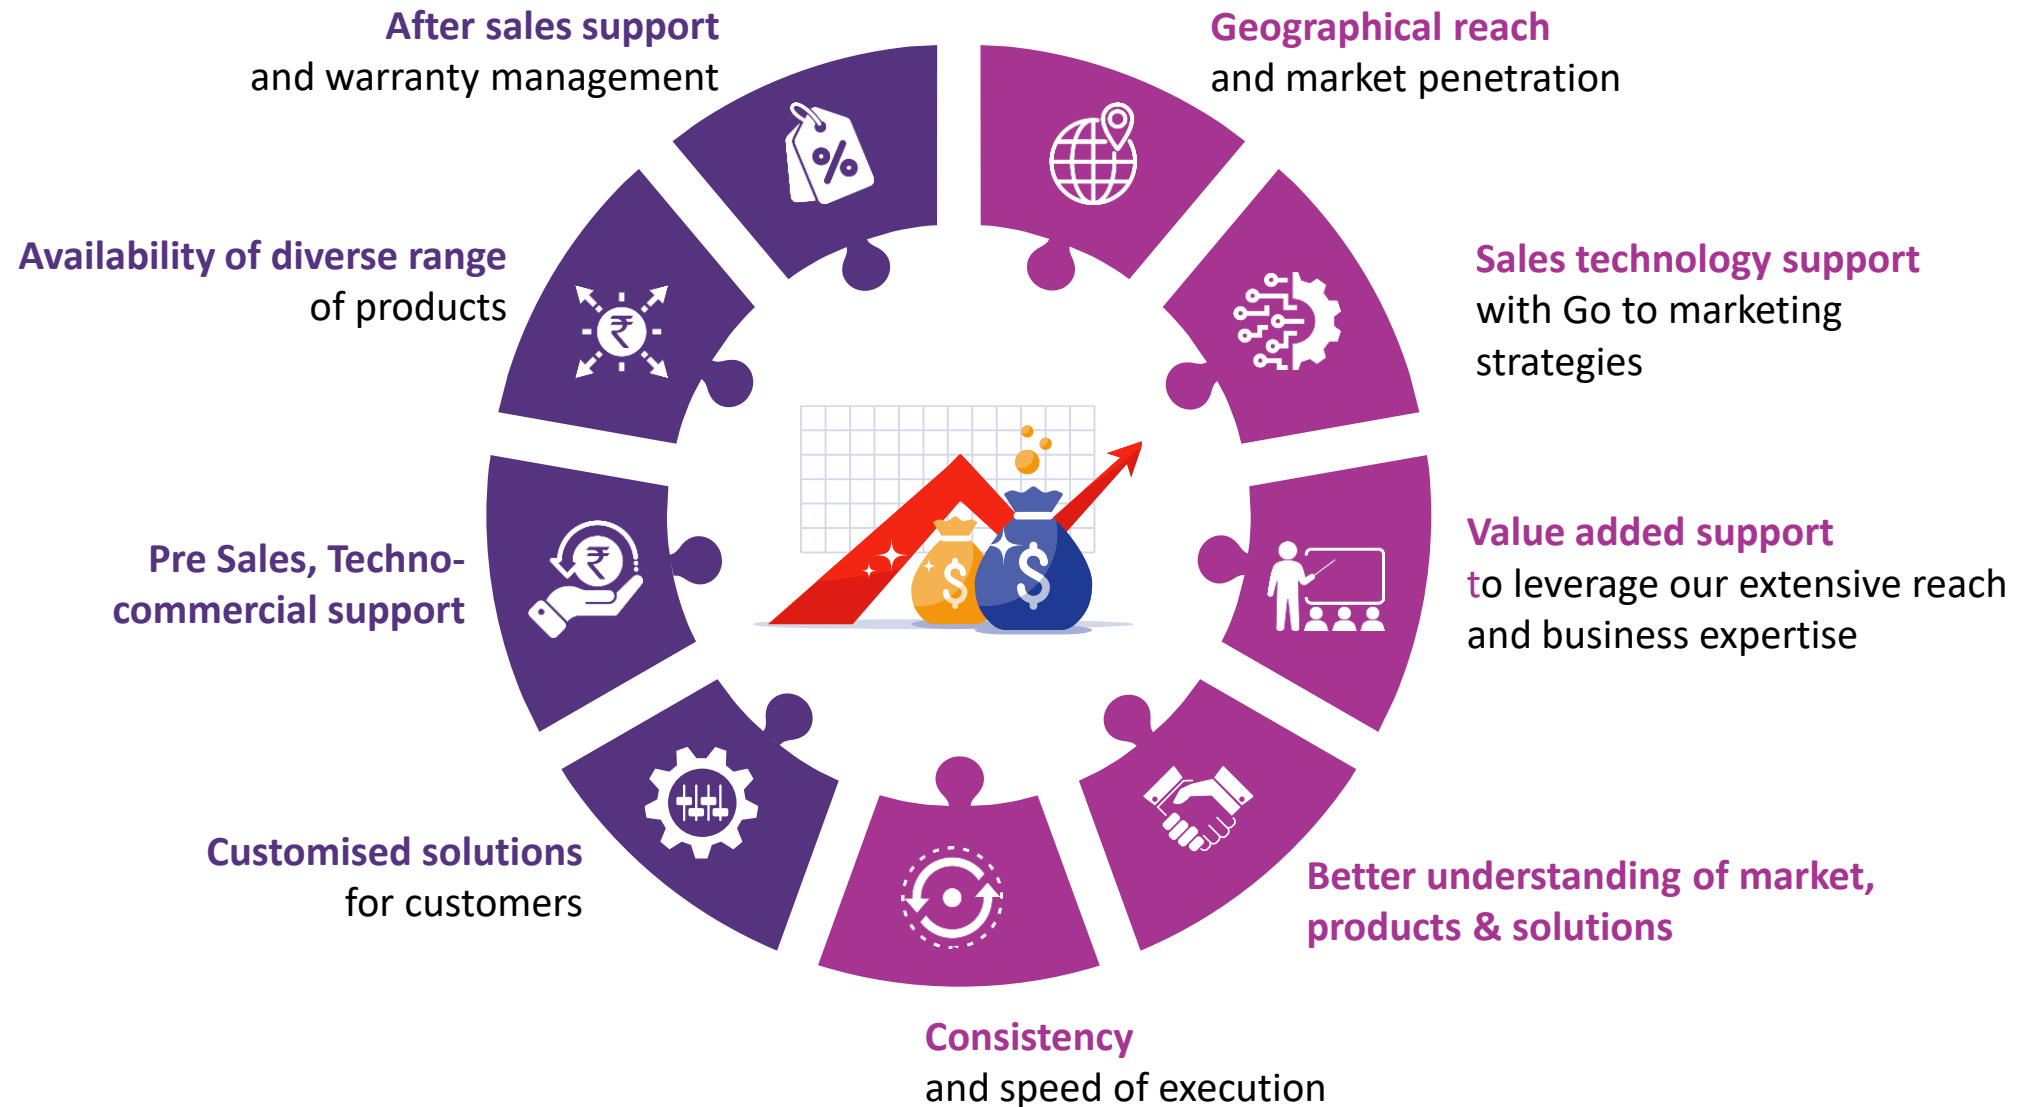 After sales support
and warranty management
Geographical reach
and market penetration
Availability of diverse range
of products
Sales technology support
with Go to marketing
strategies
Pre Sales, Techno-
commercial support
Value added support
to leverage our extensive reach
and business expertise
Customised solutions
for customers
Better understanding of market,
products & solutions
Consistency
and speed of execution
%
₹
₹
$
$